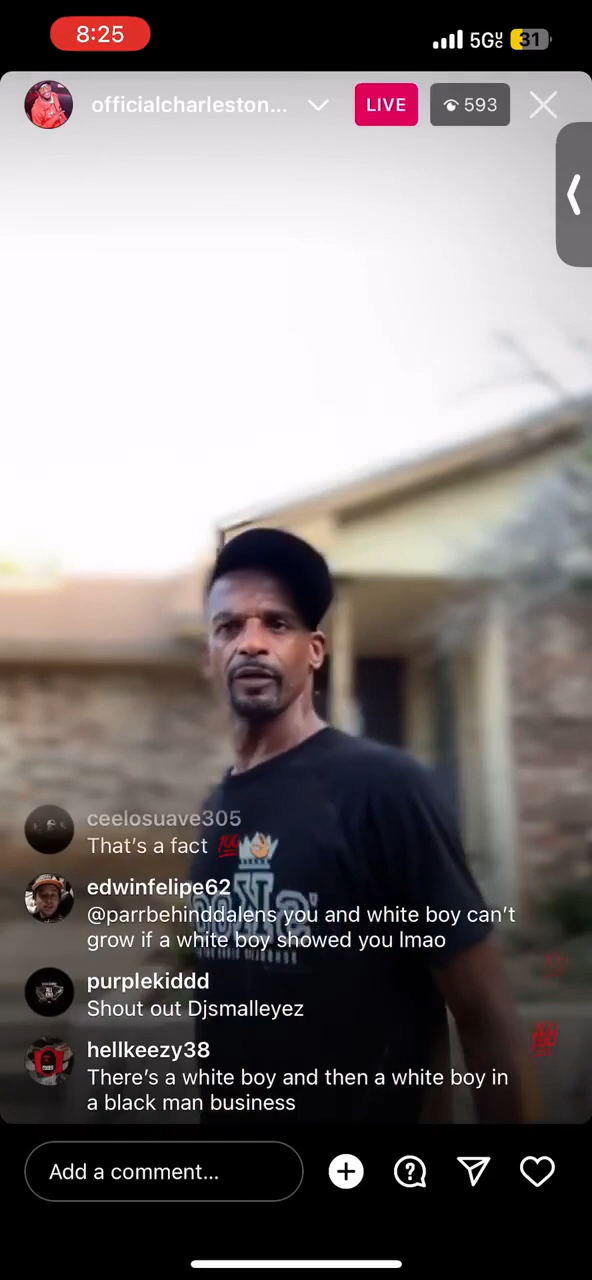 8:25
5G
31
officialcharleston...
LIVE
593
ceelosuave305
That's a fact 💯
edwinfelipe62
@parrbehinddalens you and white boy can't
grow if a white boy showed you lmao
purplekiddd
Shout out Djsmalleyez
hellkeezy38
There's a white boy and then a white boy in
a black man business
Add a comment...